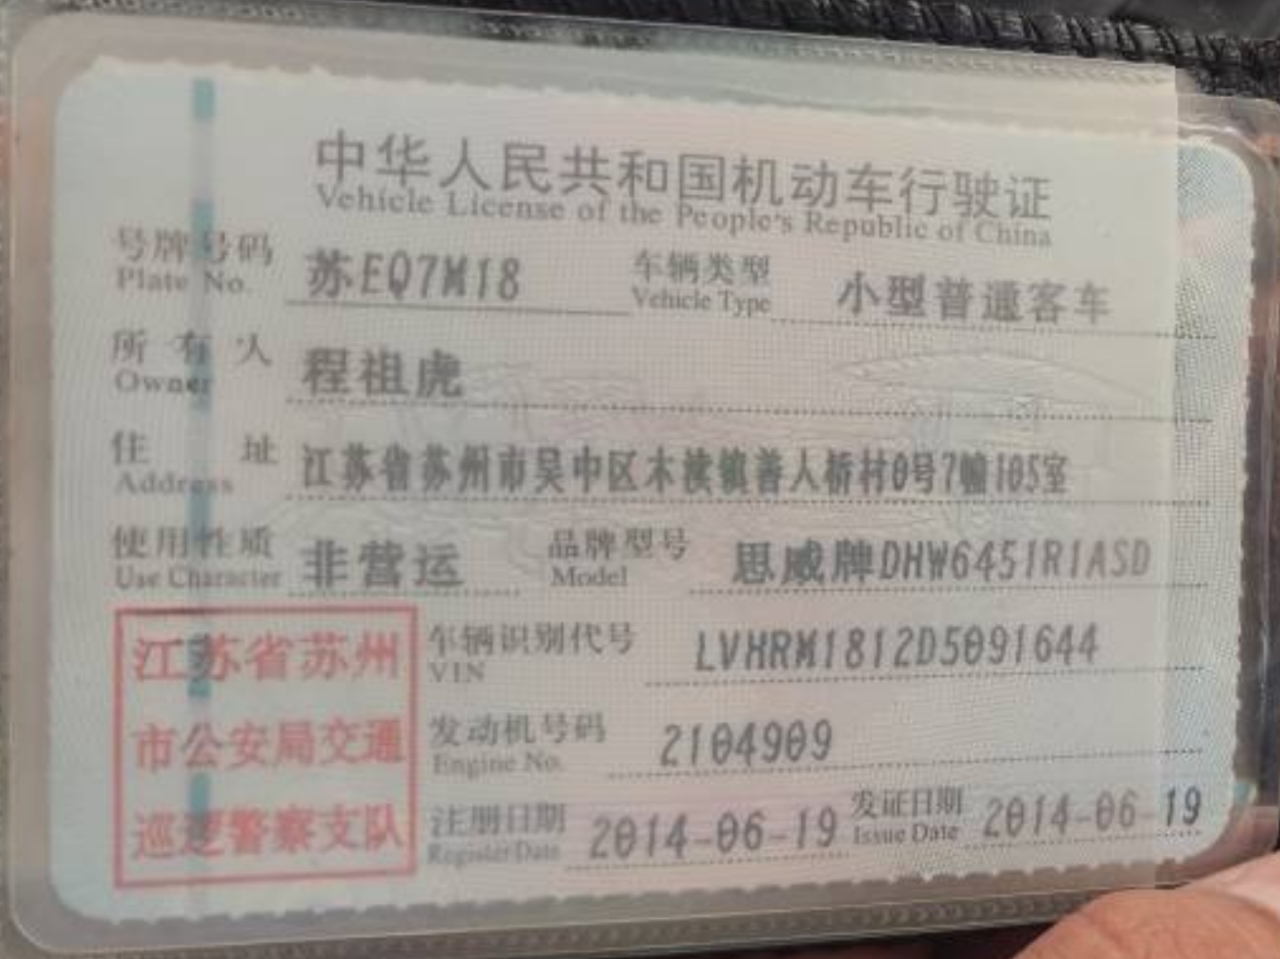 中华人民共和国机动车行驶证
Vehicle License of the People's Republic of China
号牌号码 苏EQ7M18 车辆类型 小型普通客车
Plate No. Vehicle Type
所有人 程祖虎
Owner
住址 江苏省苏州市吴中区木渎镇善人桥村0号7幢105室
Address
使用性质 非营运 品牌型号 思威牌DHW6451R1ASD
Use Character Model
江苏省苏州
市公安局交通
巡逻警察支队
车辆识别代号 LVHRM1812D5091644
VIN
发动机号码 2104909
Engine No.
注册日期 2014-06-19 发证日期 2014-06-19
Register Date Issue Date